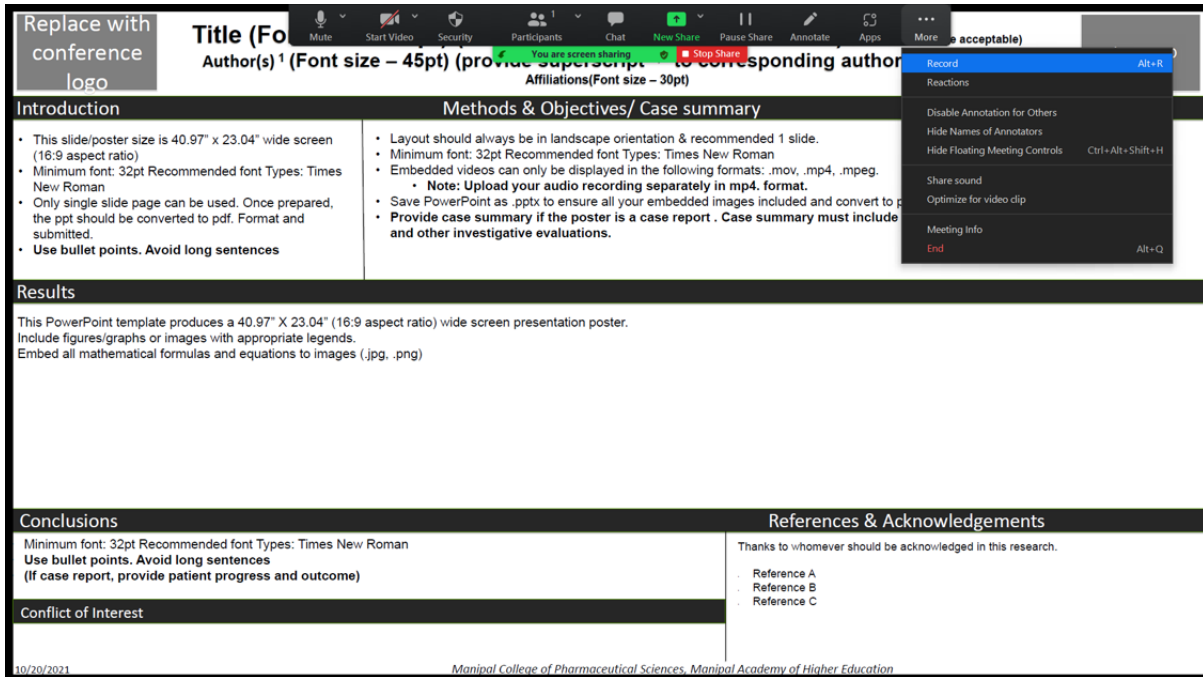 Replace with
conference
logo
Title (Fo
Author(s) 1 (Font size – 45pt) (provide superscript to corresponding author
Affiliations(Font size – 30pt)
e acceptable)
Mute
Start Video
Security
Participants 1
Chat
New Share
Pause Share
Annotate
Apps
More
You are screen sharing
Stop Share
Record Alt+R
Reactions
Disable Annotation for Others
Hide Names of Annotators
Hide Floating Meeting Controls Ctrl+Alt+Shift+H
Share sound
Optimize for video clip
Meeting Info
End Alt+Q
Introduction
• This slide/poster size is 40.97” x 23.04” wide screen
(16:9 aspect ratio)
• Minimum font: 32pt Recommended font Types: Times
New Roman
• Only single slide page can be used. Once prepared,
the ppt should be converted to pdf. Format and
submitted.
• Use bullet points. Avoid long sentences
Methods & Objectives/ Case summary
• Layout should always be in landscape orientation & recommended 1 slide.
• Minimum font: 32pt Recommended font Types: Times New Roman
• Embedded videos can only be displayed in the following formats: .mov, .mp4, .mpeg.
• Note: Upload your audio recording separately in mp4. format.
• Save PowerPoint as .pptx to ensure all your embedded images included and convert to p
• Provide case summary if the poster is a case report . Case summary must include
and other investigative evaluations.
Results
This PowerPoint template produces a 40.97” X 23.04” (16:9 aspect ratio) wide screen presentation poster.
Include figures/graphs or images with appropriate legends.
Embed all mathematical formulas and equations to images (.jpg, .png)
Conclusions
Minimum font: 32pt Recommended font Types: Times New Roman
Use bullet points. Avoid long sentences
(If case report, provide patient progress and outcome)
Conflict of Interest
References & Acknowledgements
Thanks to whomever should be acknowledged in this research.
. Reference A
. Reference B
. Reference C
10/20/2021
Manipal College of Pharmaceutical Sciences, Manipal Academy of Higher Education